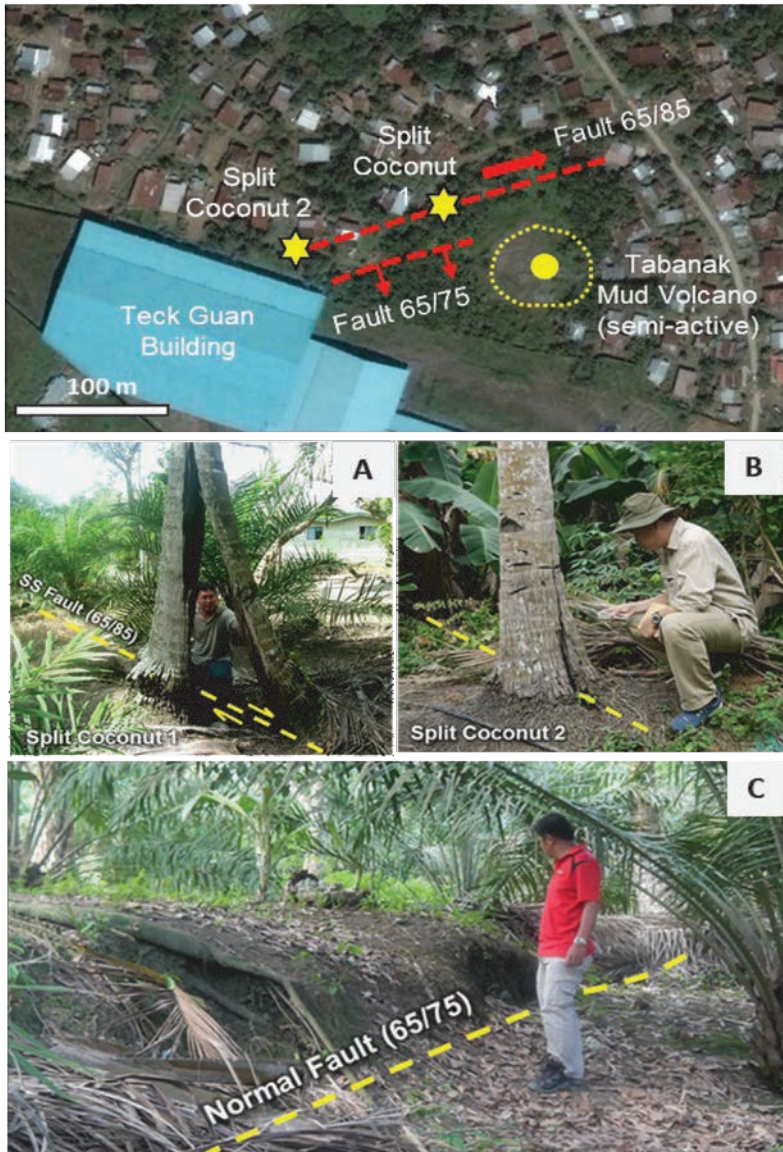 Fault 65/85
Split
Coconut
1
Split
Coconut 2
Fault 65/75
Tabanak
Mud Volcano
(semi-active)
Teck Guan
Building
100 m
A
SS Fault (65/85)
Split Coconut 1
B
Split Coconut 2
C
Normal Fault (65/75)